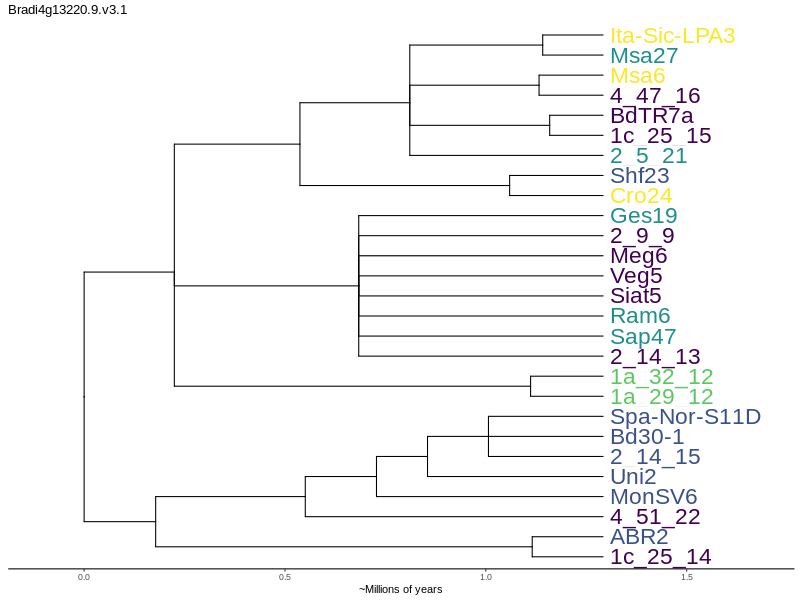 Bradi4g13220.9.v3.1
Ita-Sic-LPA3
Msa27
Msa6
4_47_16
BdTR7a
1c_25_15
2_5_21
Shf23
Cro24
Ges19
2_9_9
Meg6
Veg5
Siat5
Ram6
Sap47
2_14_13
1a_32_12
1a_29_12
Spa-Nor-S11D
Bd30-1
2_14_15
Uni2
MonSV6
4_51_22
ABR2
1c_25_14
0.0 0.5 1.0 1.5
~Millions of years